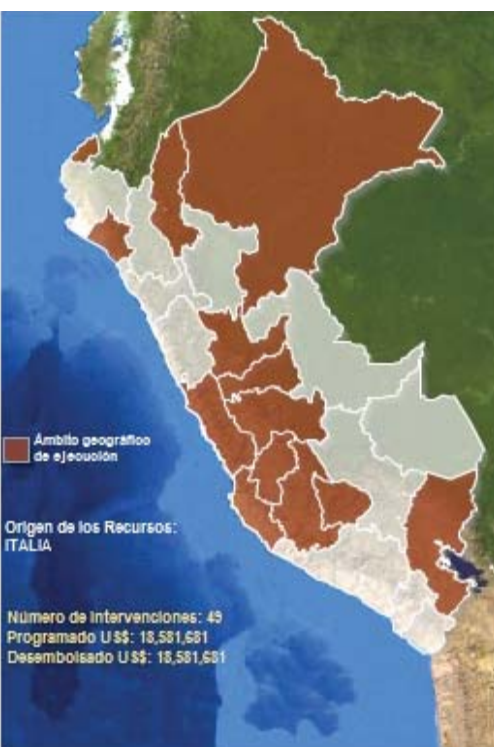 Ámbito geográfico
de ejecución
Origen de los Recursos:
ITALIA
Número de Intervenciones: 49
Programado US$: 18,581,681
Desembolsado US$: 18,581,681